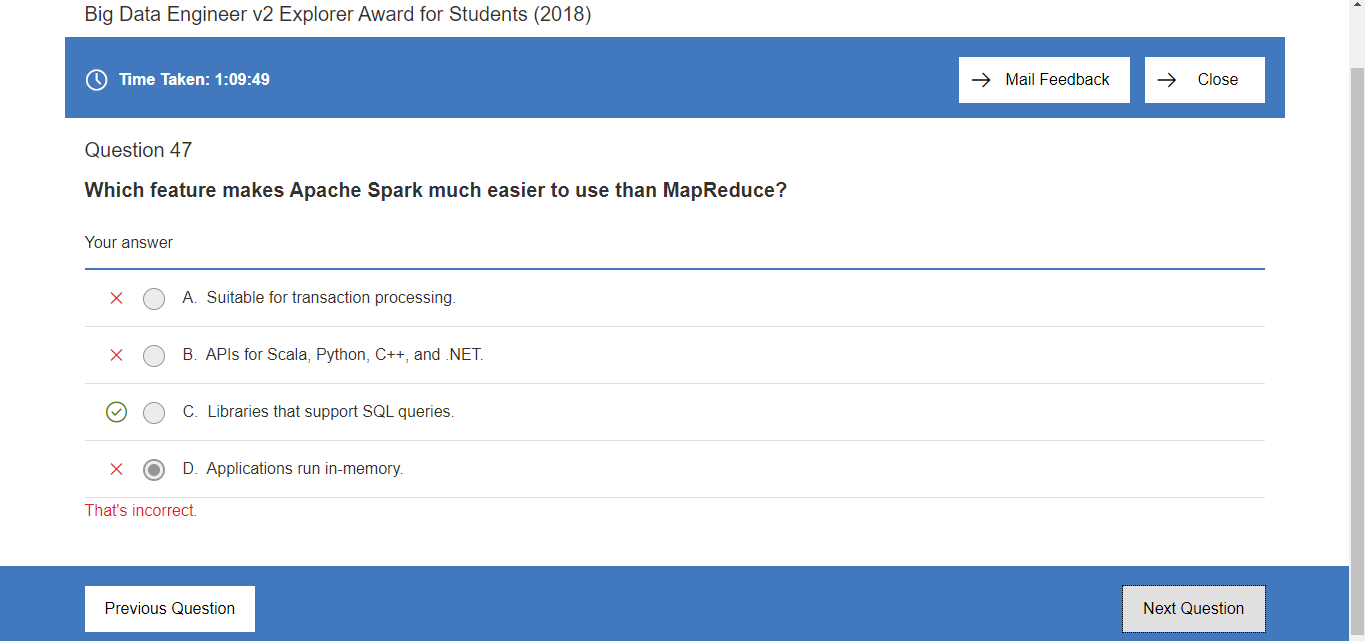 Big Data Engineer v2 Explorer Award for Students (2018)
Time Taken: 1:09:49
Mail Feedback
Close
Question 47
Which feature makes Apache Spark much easier to use than MapReduce?
Your answer
A. Suitable for transaction processing.
B. APIs for Scala, Python, C++, and .NET.
C. Libraries that support SQL queries.
D. Applications run in-memory.
That's incorrect.
Previous Question
Next Question